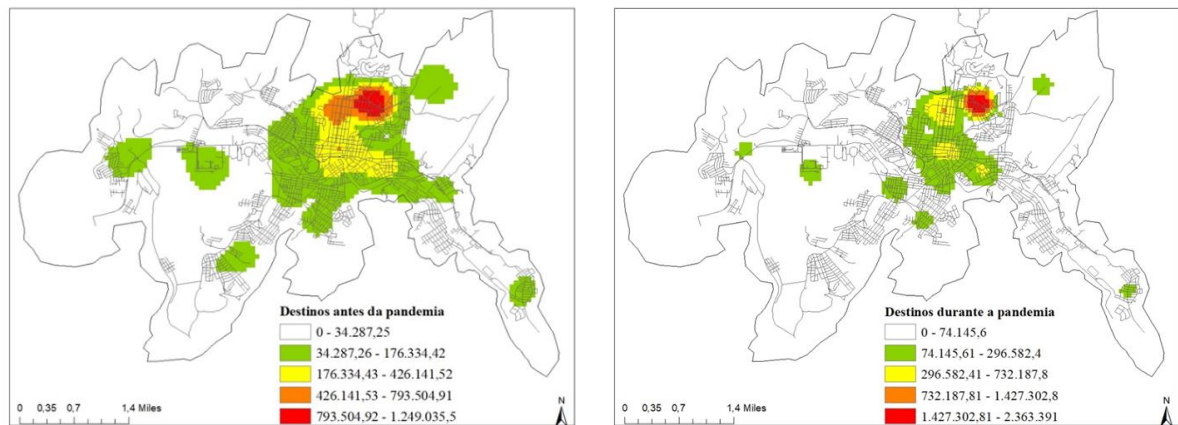 Destinos antes da pandemia
0 - 34.287,25
34.287,26 - 176.334,42
176.334,43 - 426.141,52
426.141,53 - 793.504,91
793.504,92 - 1.249.035,5
0 0,35 0,7 1,4 Miles
N
Destinos durante a pandemia
0 - 74.145,6
74.145,61 - 296.582,4
296.582,41 - 732.187,8
732.187,81 - 1.427.302,8
1.427.302,81 - 2.363.391
0 0,35 0,7 1,4 Miles
N